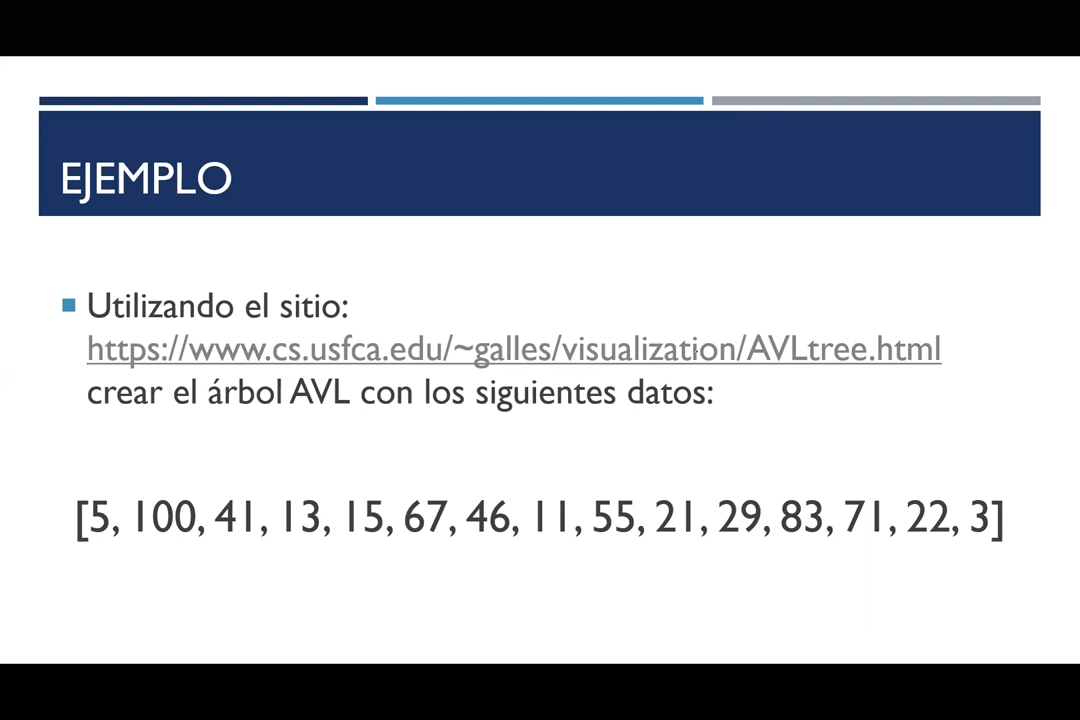 EJEMPLO
Utilizando el sitio:
https://www.cs.usfca.edu/~galles/visualization/AVLtree.html
crear el árbol AVL con los siguientes datos:
[5, 100, 41, 13, 15, 67, 46, 11, 55, 21, 29, 83, 71, 22, 3]